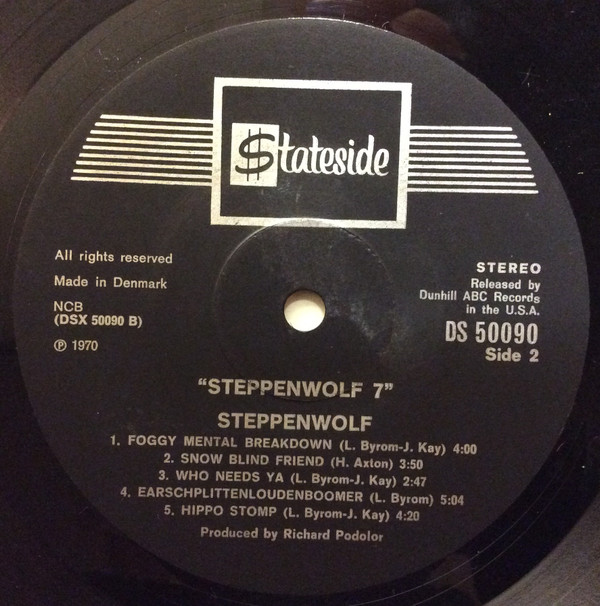 $tateside
All rights reserved
Made in Denmark
NCB
(DSX 50090 B)
℗ 1970
STEREO
Released by
Dunhill ABC Records
in the U.S.A.
DS 50090
Side 2
“STEPPENWOLF 7”
STEPPENWOLF
1. FOGGY MENTAL BREAKDOWN (L. Byrom-J. Kay) 4:00
2. SNOW BLIND FRIEND (H. Axton) 3:50
3. WHO NEEDS YA (L. Byrom-J. Kay) 2:47
4. EARSCHPLITTENLOUDENBOOMER (L. Byrom) 5:04
5. HIPPO STOMP (L. Byrom-J. Kay) 4:20
Produced by Richard Podolor